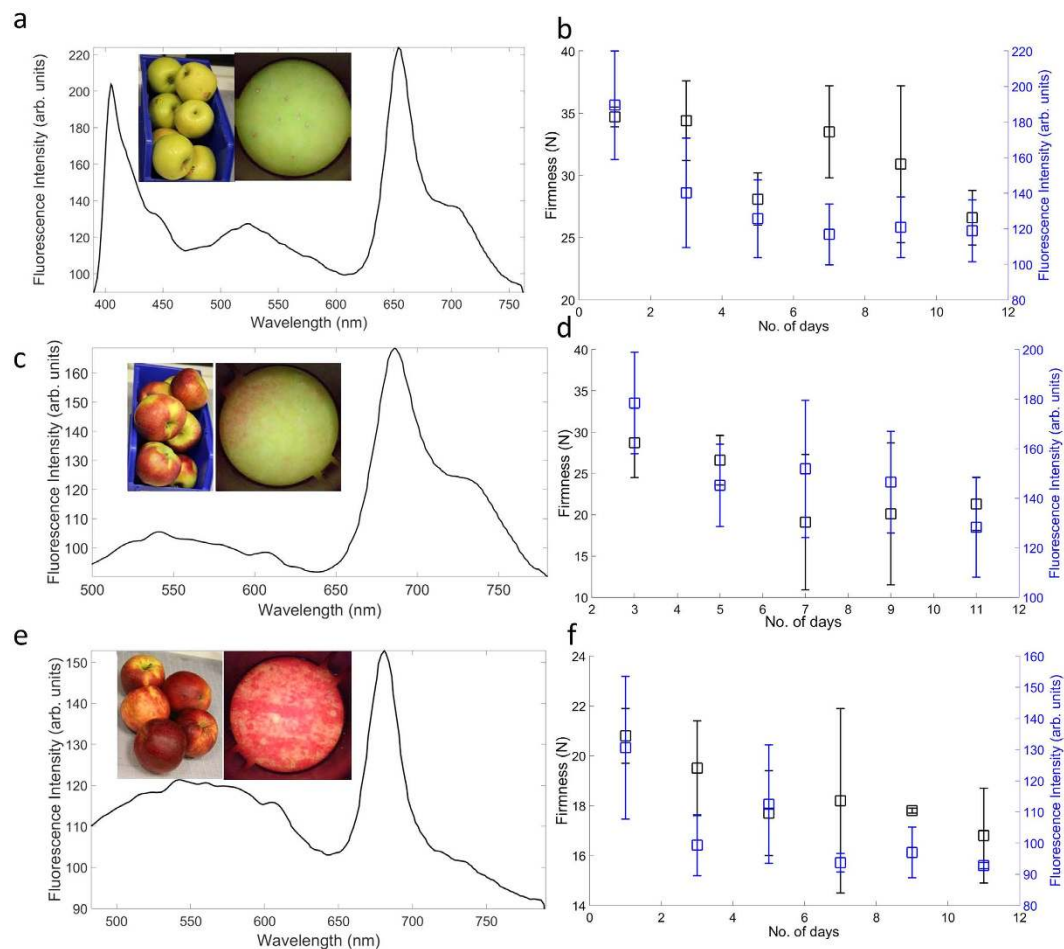 a
Fluorescence Intensity (arb. units)
220
200
180
160
140
120
100
400 450 500 550 600 650 700 750
Wavelength (nm)
b
Firmness (N)
40
35
30
25
20
0 2 4 6 8 10 12
No. of days
220
200
180
160
140
120
100
80
Fluorescence Intensity (arb. units)
c
Fluorescence Intensity (arb. units)
160
140
120
100
500 550 600 650 700 750
Wavelength (nm)
d
Firmness (N)
40
35
30
25
20
15
10
2 3 4 5 6 7 8 9 10 11 12
No. of days
200
180
160
140
120
100
Fluorescence Intensity (arb. units)
e
Fluorescence Intensity (arb. units)
150
140
130
120
110
100
90
500 550 600 650 700 750
Wavelength (nm)
f
Firmness (N)
24
22
20
18
16
14
0 2 4 6 8 10 12
No. of days
160
150
140
130
120
110
100
90
80
Fluorescence Intensity (arb. units)